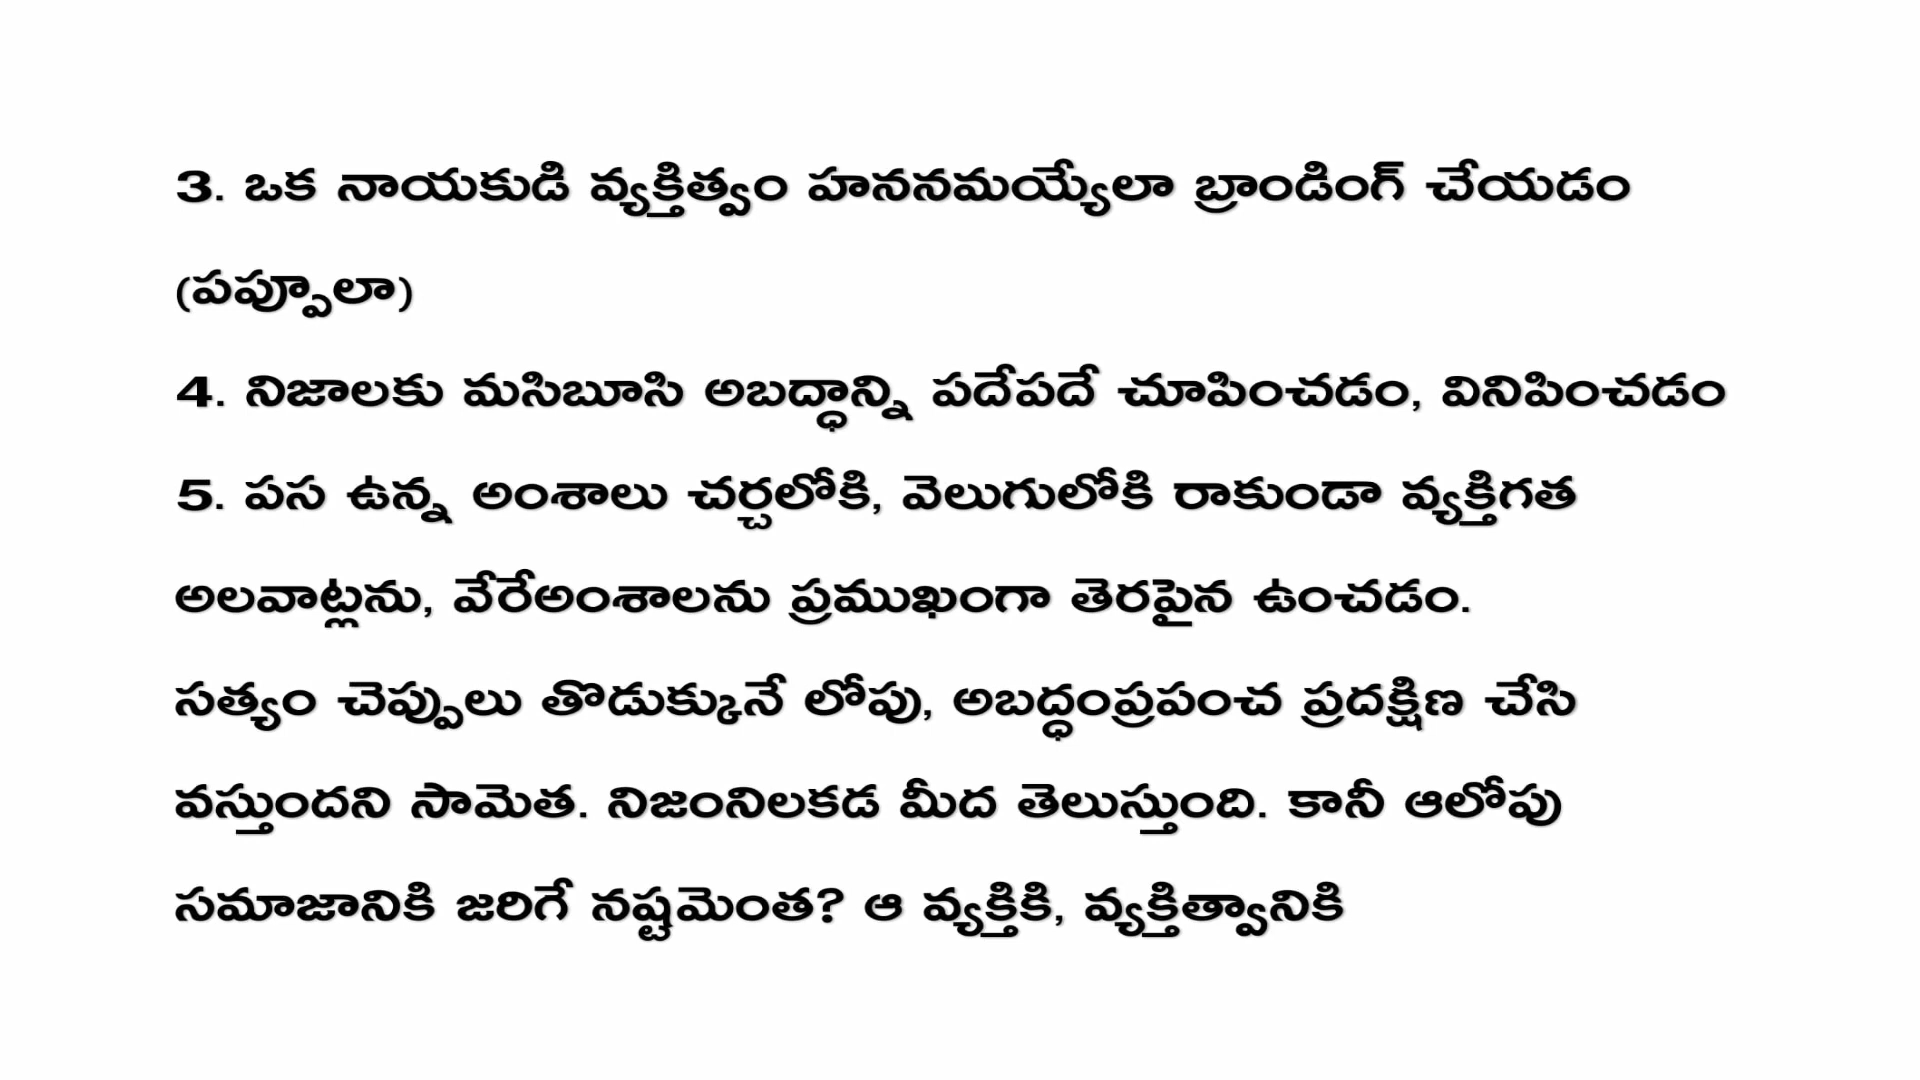 3. ఒక నాయకుడి వ్యక్తిత్వం హననమయ్యేలా బ్రాండింగ్ చేయడం
(పప్పూలా)
4. నిజాలకు మసిబూసి అబద్ధాన్ని పదేపదే చూపించడం, వినిపించడం
5. పస ఉన్న అంశాలు చర్చలోకి, వెలుగులోకి రాకుండా వ్యక్తిగత
అలవాట్లను, వేరేఅంశాలను ప్రముఖంగా తెరపైన ఉంచడం.
సత్యం చెప్పులు తొడుక్కునే లోపు, అబద్ధంప్రపంచ ప్రదక్షిణ చేసి
వస్తుందని సామెత. నిజంనిలకడ మీద తెలుస్తుంది. కానీ ఆలోపు
సమాజానికి జరిగే నష్టమెంత? ఆ వ్యక్తికి, వ్యక్తిత్వానికి